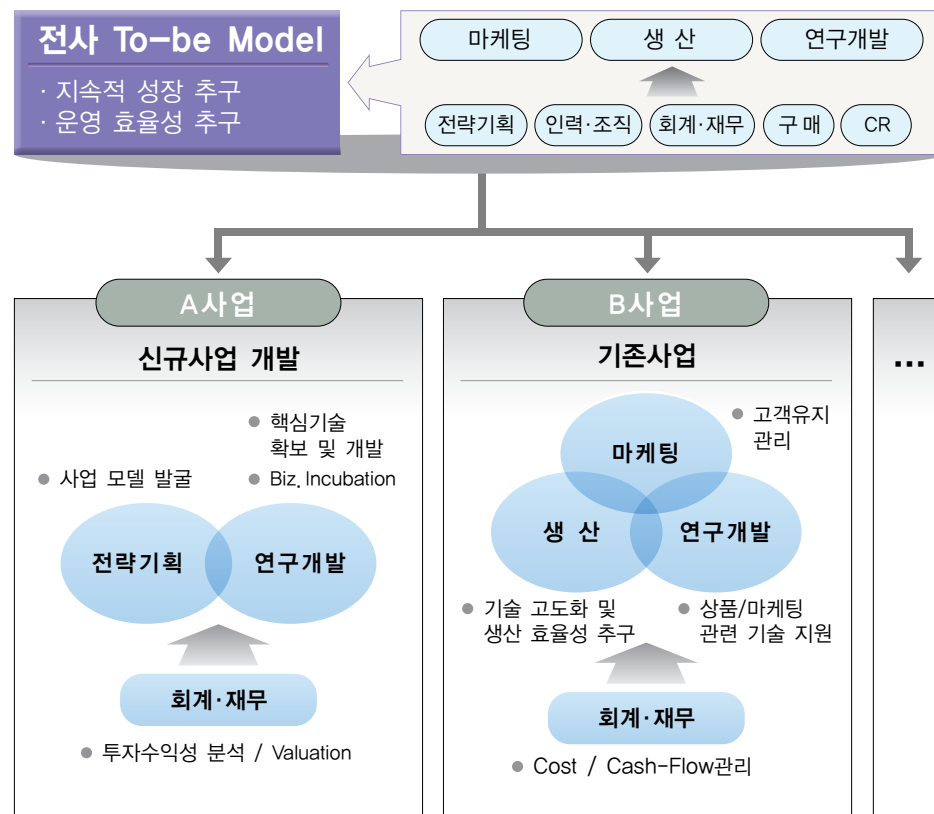 전사 To-be Model
· 지속적 성장 추구
· 운영 효율성 추구
마케팅
생 산
연구개발
전략기획
인력·조직
회계·재무
구 매
CR
A사업
신규사업 개발
● 핵심기술
확보 및 개발
● 사업 모델 발굴
● Biz. Incubation
전략기획
연구개발
회계·재무
● 투자수익성 분석 / Valuation
B사업
기존사업
● 고객유지
관리
마케팅
생 산
연구개발
● 기술 고도화 및
생산 효율성 추구
● 상품/마케팅
관련 기술 지원
회계·재무
● Cost / Cash-Flow관리
...